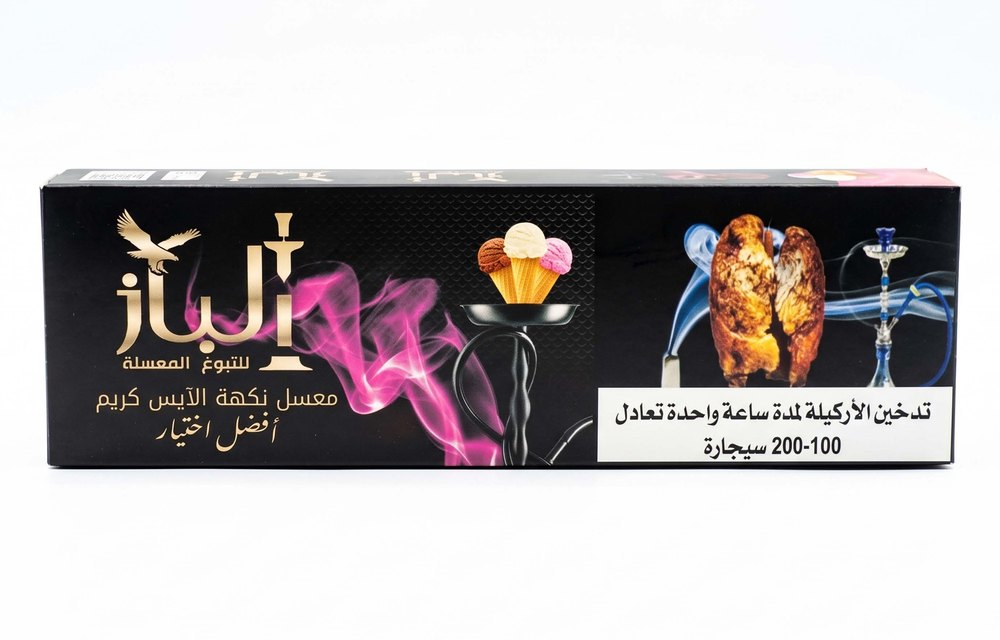 الباز
للتبوغ المعسلة
معسل نكهة الآيس كريم
أفضل اختيار
تدخين الأركيلة لمدة ساعة واحدة تعادل
100-200 سيجارة